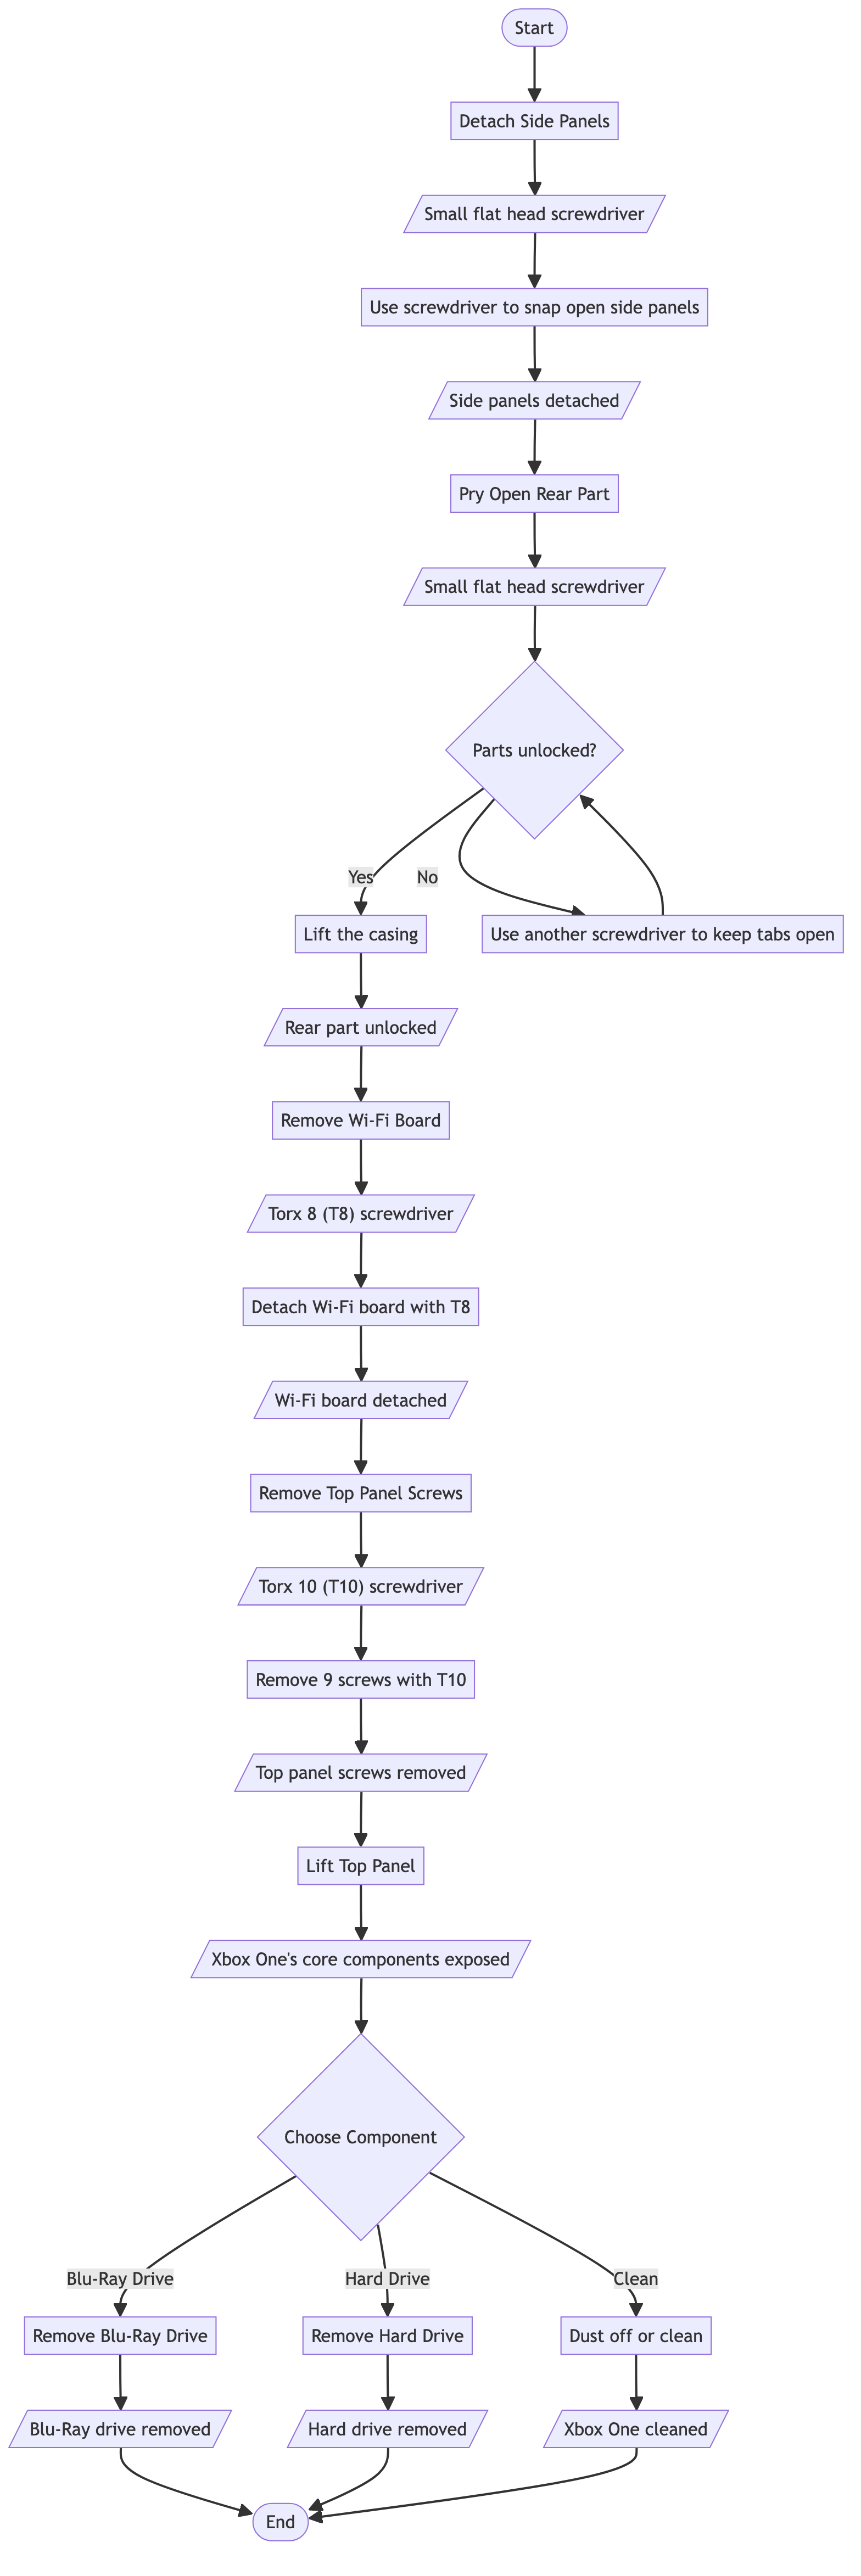 Start
Detach Side Panels
Small flat head screwdriver
Use screwdriver to snap open side panels
Side panels detached
Pry Open Rear Part
Small flat head screwdriver
Parts unlocked?
Yes
No
Lift the casing
Use another screwdriver to keep tabs open
Rear part unlocked
Remove Wi-Fi Board
Torx 8 (T8) screwdriver
Detach Wi-Fi board with T8
Wi-Fi board detached
Remove Top Panel Screws
Torx 10 (T10) screwdriver
Remove 9 screws with T10
Top panel screws removed
Lift Top Panel
Xbox One's core components exposed
Choose Component
Blu-Ray Drive
Hard Drive
Clean
Remove Blu-Ray Drive
Remove Hard Drive
Dust off or clean
Blu-Ray drive removed
Hard drive removed
Xbox One cleaned
End